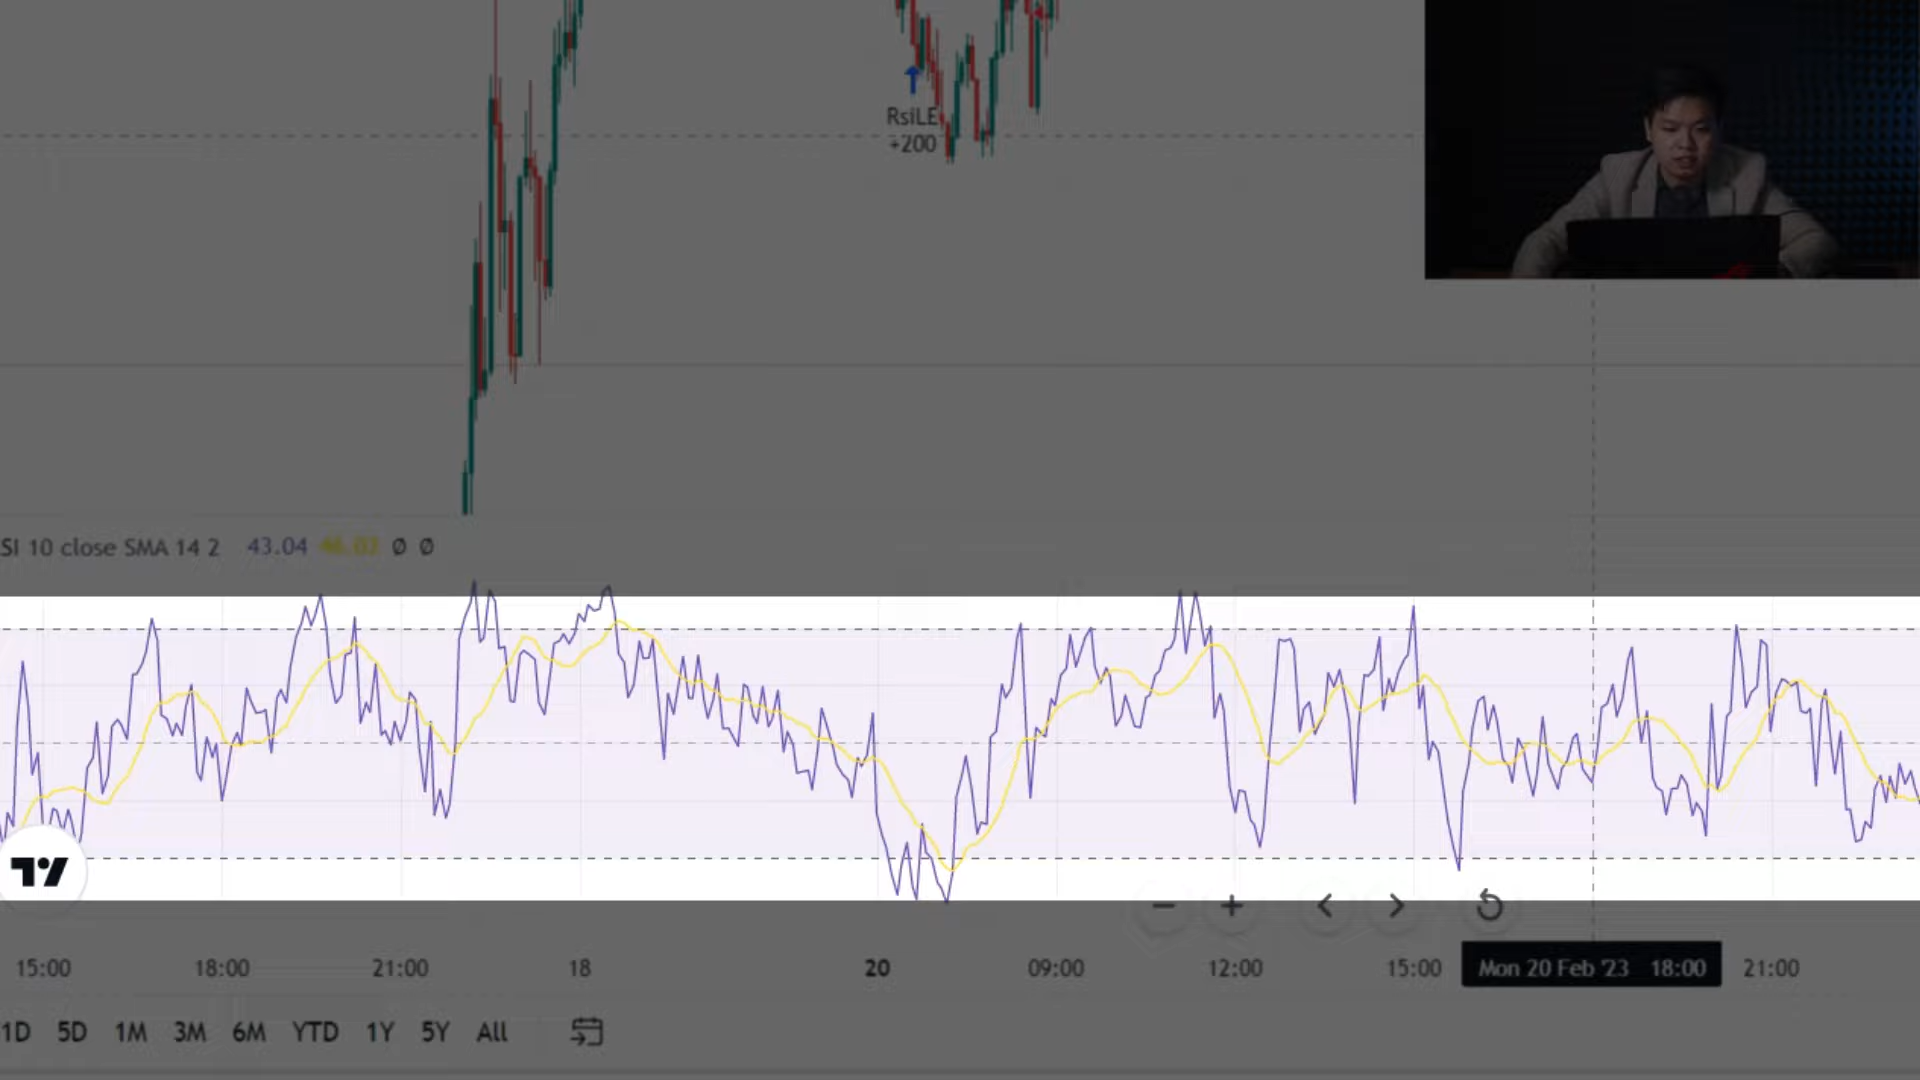 RsiLE
+200
SI 10 close SMA 14 2 43.04 46.02 Ø Ø
15:00 18:00 21:00 18 20 09:00 12:00 15:00 Mon 20 Feb '23 18:00 21:00
1D 5D 1M 3M 6M YTD 1Y 5Y All